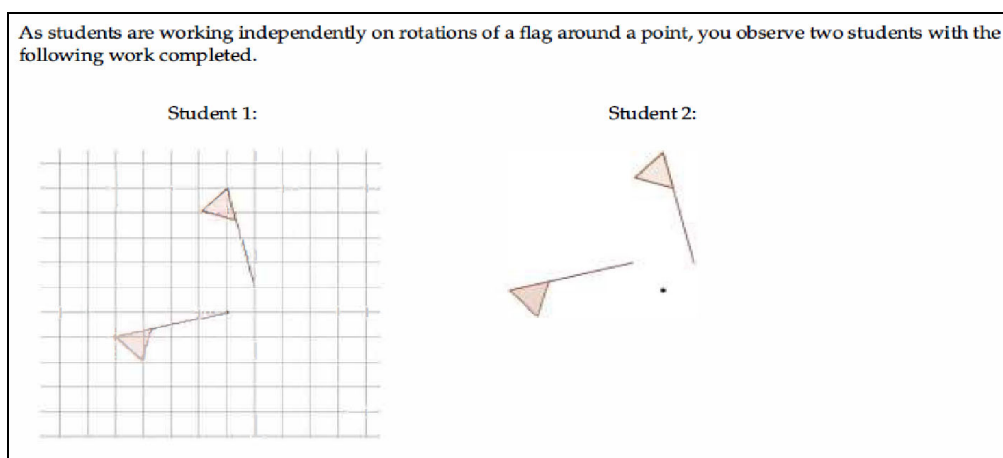 As students are working independently on rotations of a flag around a point, you observe two students with the
following work completed.
Student 1:
Student 2: